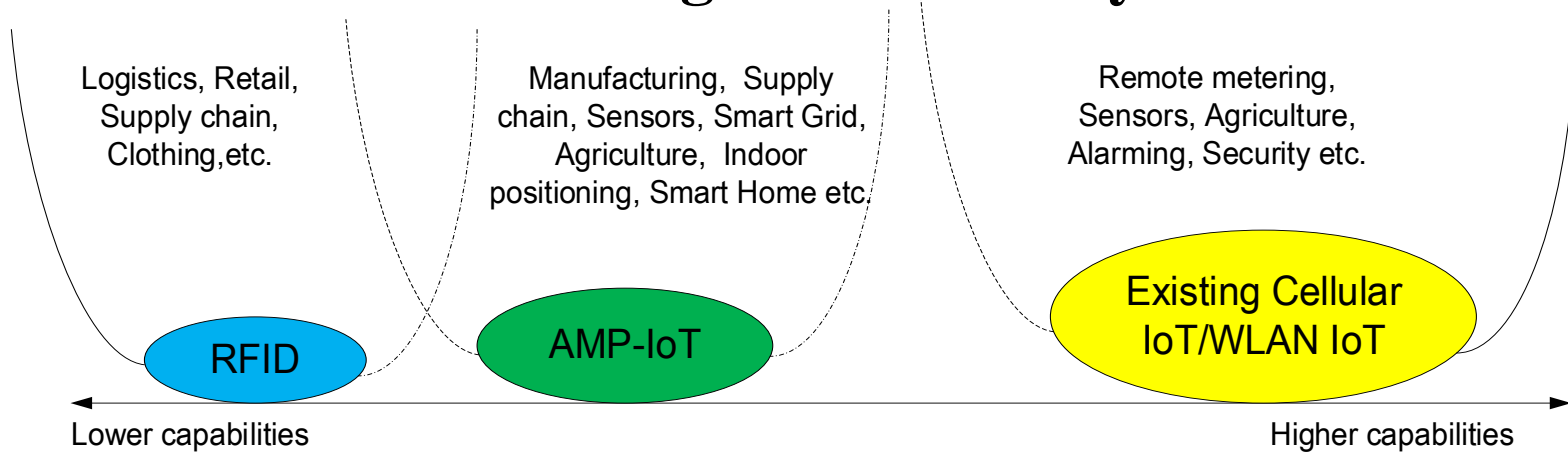 Logistics, Retail,
Supply chain,
Clothing,etc.
Manufacturing, Supply
chain, Sensors, Smart Grid,
Agriculture, Indoor
positioning, Smart Home etc.
Remote metering,
Sensors, Agriculture,
Alarming, Security etc.
RFID
AMP-IoT
Existing Cellular
IoT/WLAN IoT
Lower capabilities
Higher capabilities